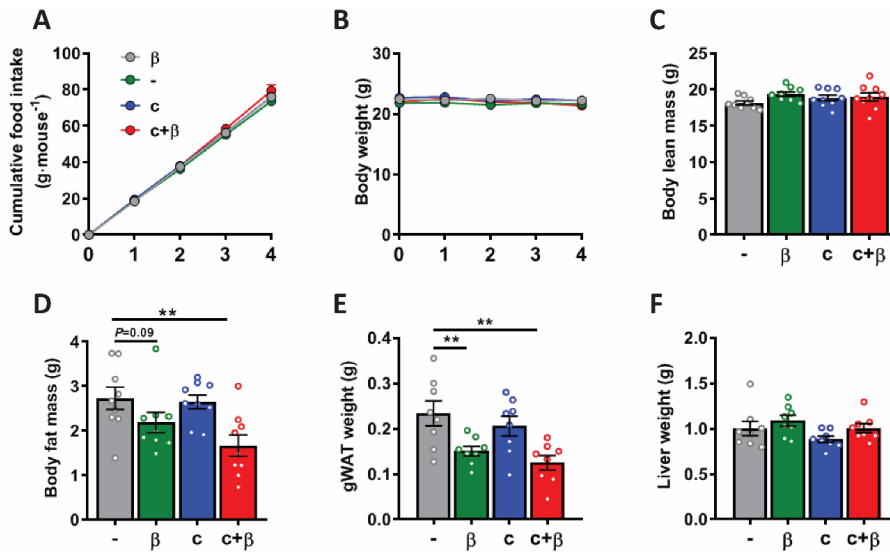 A
Cumulative food intake
(g·mouse⁻¹)
100
80
60
40
20
0
β
-
c
c+β
0 1 2 3 4
B
Body weight (g)
30
20
10
0
0 1 2 3 4
C
Body lean mass (g)
25
20
15
10
5
0
- β c c+β
D
Body fat mass (g)
4
3
2
1
0
**
P=0.09
- β c c+β
E
gWAT weight (g)
0.4
0.3
0.2
0.1
0.0
**
**
- β c c+β
F
Liver weight (g)
2.0
1.5
1.0
0.5
0.0
- β c c+β